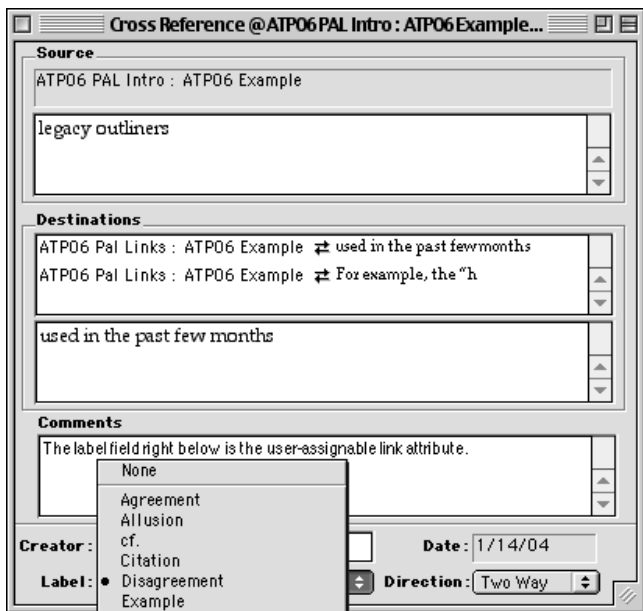 Cross Reference @ATP06 PAL Intro : ATP06 Example...
Source
ATP06 PAL Intro : ATP06 Example
legacy outliners
Destinations
ATP06 Pal Links : ATP06 Example ⇄ used in the past few months
ATP06 Pal Links : ATP06 Example ⇄ For example, the "h
used in the past few months
Comments
The label field right below is the user-assignable link attribute.
None
Agreement
Allusion
cf.
Citation
Disagreement
Example
Creator:
Date: 1/14/04
Label:
Direction: Two Way